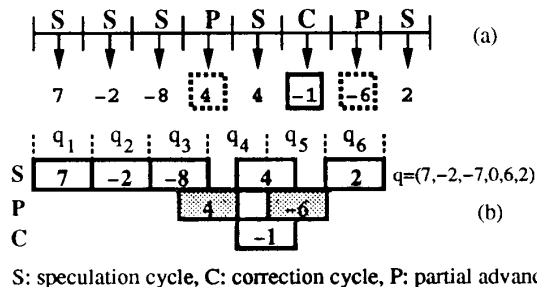 S S S P S C P S
(a)
7 -2 -8 4 4 -1 -6 2
q1 q2 q3 q4 q5 q6
S 7 -2 -8 4 2 q=(7,-2,-7,0,6,2)
P 4 -6 (b)
C -1
S: speculation cycle, C: correction cycle, P: partial advanc